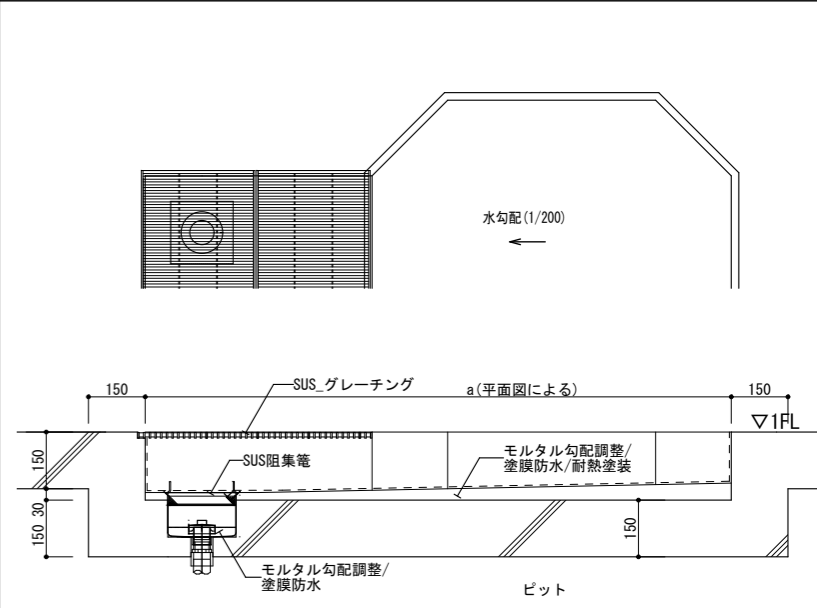 水勾配(1/200)
150
SUS_グレーチング
a(平面図による)
150
▽1FL
150
SUS阻集篭
モルタル勾配調整/
塗膜防水/耐熱塗装
30
150
150
モルタル勾配調整/
塗膜防水
ピット